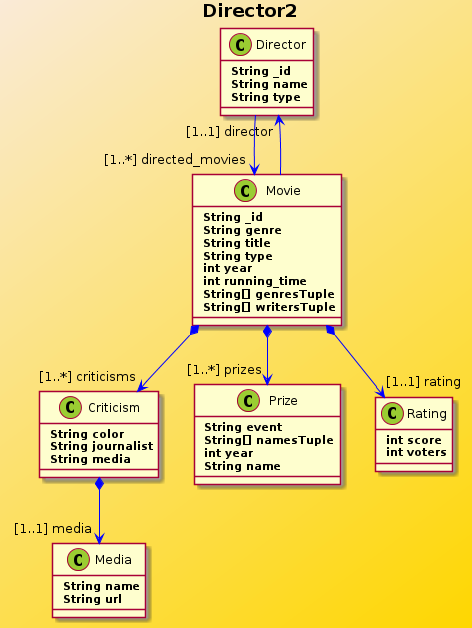 Director2
C Director
String _id
String name
String type
[1..1] director
[1..*] directed_movies
C Movie
String _id
String genre
String title
String type
int year
int running_time
String[] genresTuple
String[] writersTuple
[1..*] criticisms
[1..*] prizes
[1..1] rating
C Criticism
String color
String journalist
String media
C Prize
String event
String[] namesTuple
int year
String name
C Rating
int score
int voters
[1..1] media
C Media
String name
String url